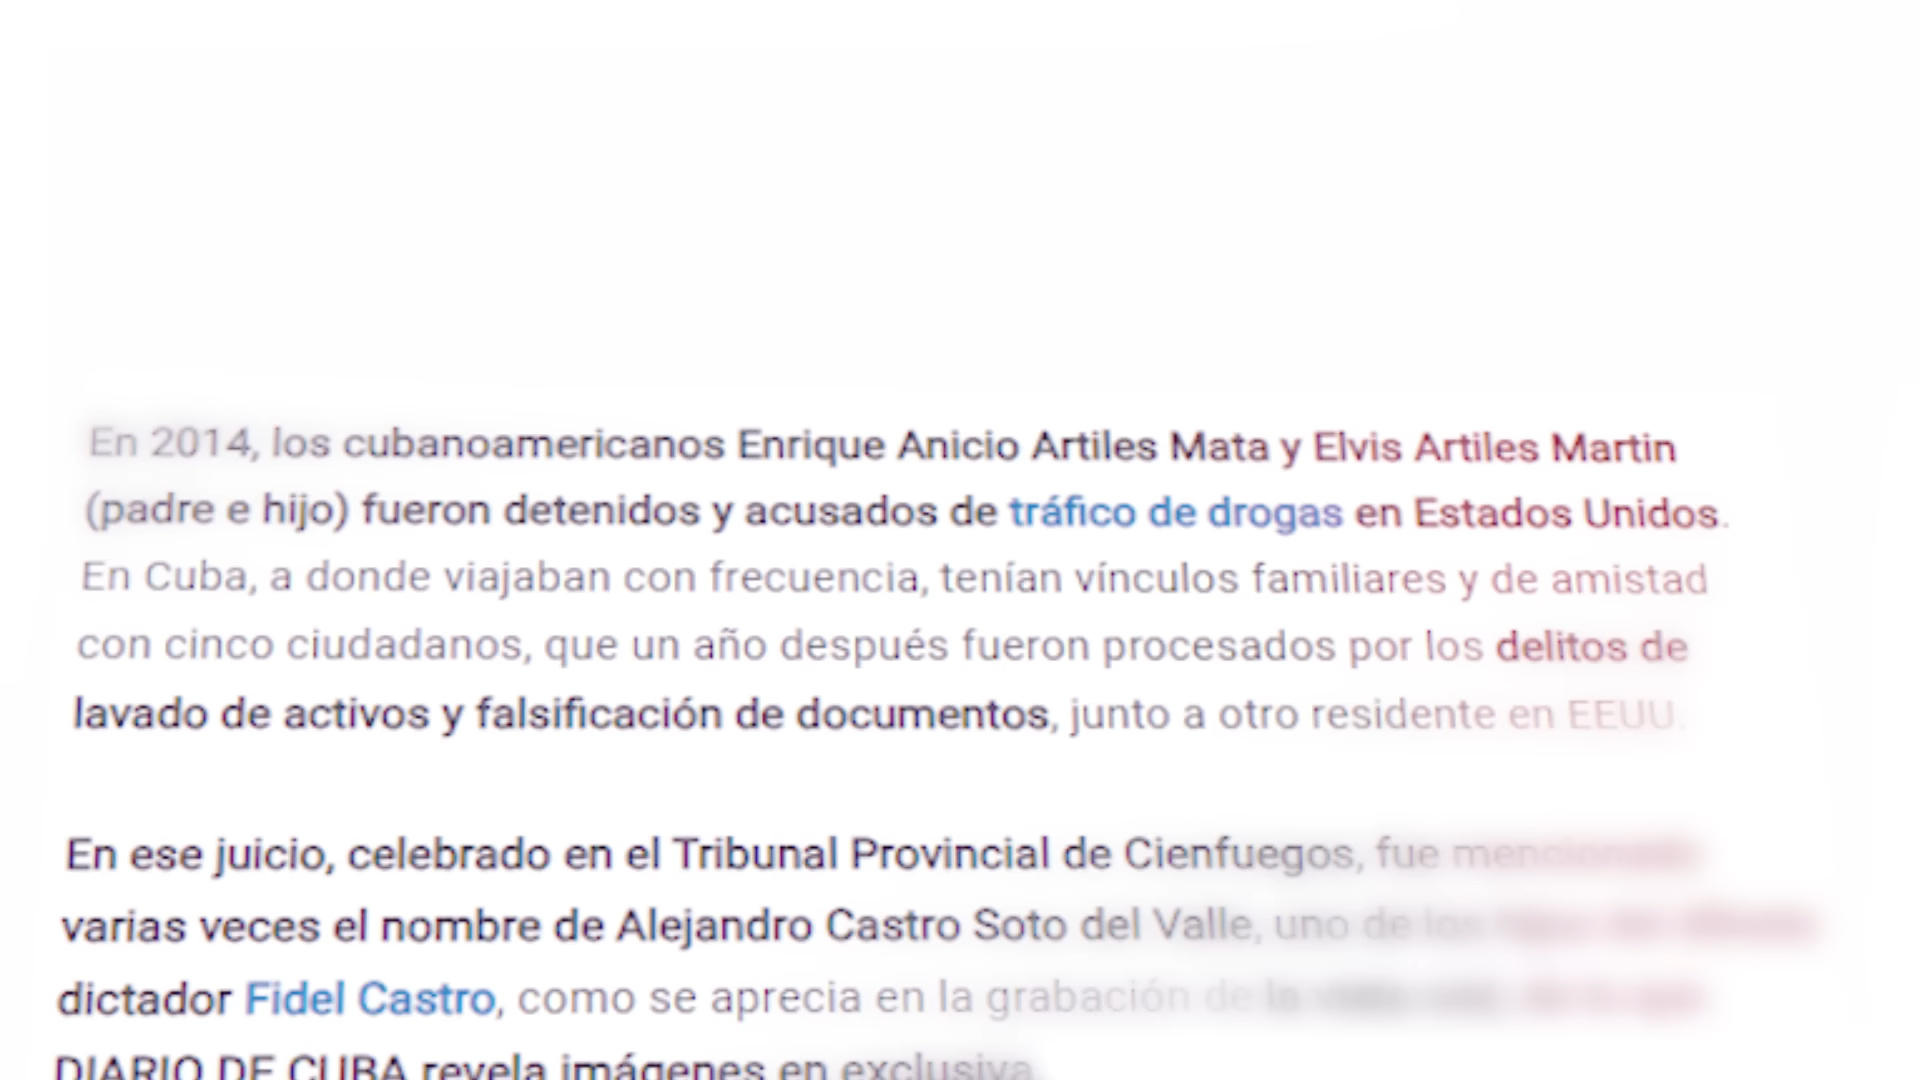 En 2014, los cubanoamericanos Enrique Anicio Artiles Mata y Elvis Artiles Martin
(padre e hijo) fueron detenidos y acusados de tráfico de drogas en Estados Unidos.
En Cuba, a donde viajaban con frecuencia, tenían vínculos familiares y de amistad
con cinco ciudadanos, que un año después fueron procesados por los delitos de
lavado de activos y falsificación de documentos, junto a otro residente en EEUU.
En ese juicio, celebrado en el Tribunal Provincial de Cienfuegos, fue mencionado
varias veces el nombre de Alejandro Castro Soto del Valle, uno de los
dictador Fidel Castro, como se aprecia en la grabación de la
DIARIO DE CUBA revela imágenes en exclusiva.